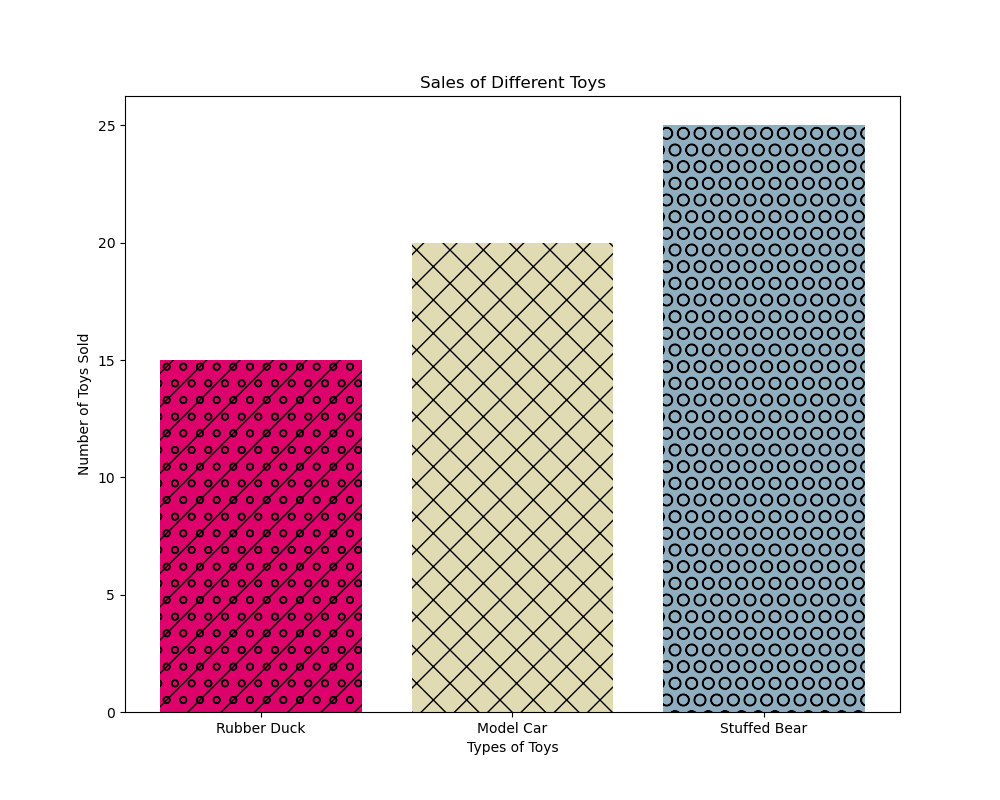 Sales of Different Toys
Number of Toys Sold
25
20
15
10
5
0
Rubber Duck
Model Car
Stuffed Bear
Types of Toys